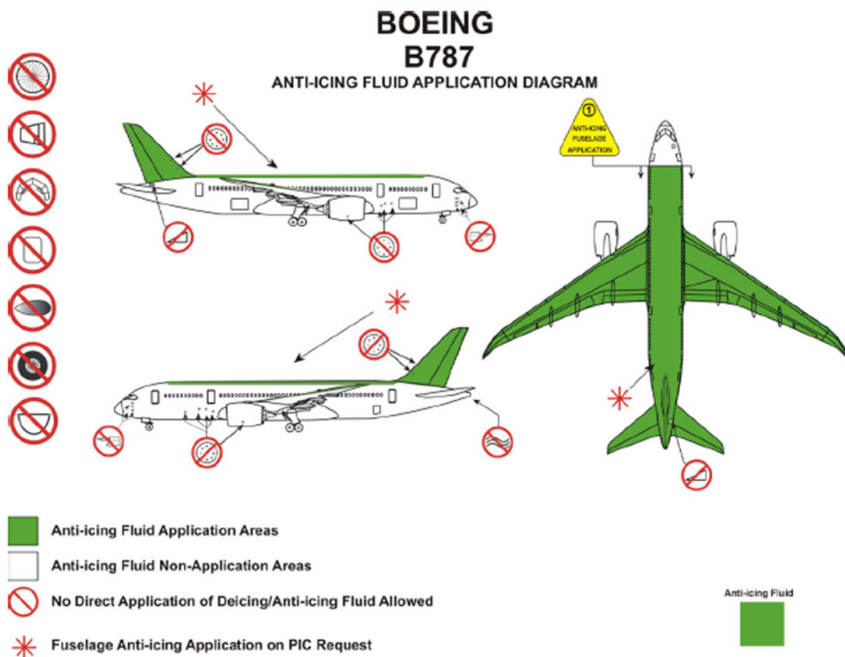 BOEING
B787
ANTI-ICING FLUID APPLICATION DIAGRAM
1
ANTI-ICING
FUSELAGE
APPLICATION
Anti-icing Fluid Application Areas
Anti-icing Fluid Non-Application Areas
No Direct Application of Deicing/Anti-icing Fluid Allowed
Fuselage Anti-icing Application on PIC Request
Anti-icing Fluid